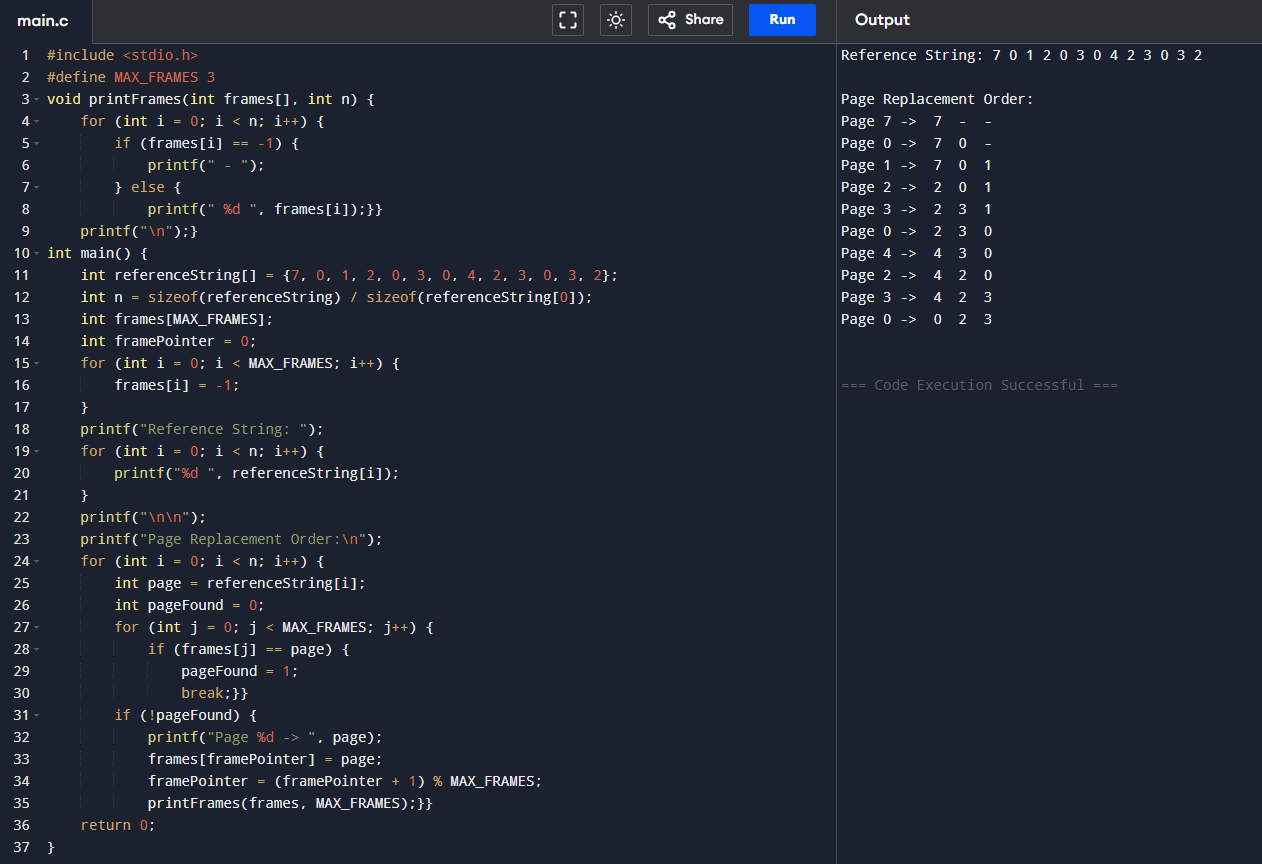 main.c
Share
Run
Output
1 #include <stdio.h>
2 #define MAX_FRAMES 3
3 void printFrames(int frames[], int n) {
4     for (int i = 0; i < n; i++) {
5         if (frames[i] == -1) {
6             printf(" - ");
7         } else {
8             printf(" %d ", frames[i]);}}
9     printf("\n");}
10 int main() {
11     int referenceString[] = {7, 0, 1, 2, 0, 3, 0, 4, 2, 3, 0, 3, 2};
12     int n = sizeof(referenceString) / sizeof(referenceString[0]);
13     int frames[MAX_FRAMES];
14     int framePointer = 0;
15     for (int i = 0; i < MAX_FRAMES; i++) {
16         frames[i] = -1;
17     }
18     printf("Reference String: ");
19     for (int i = 0; i < n; i++) {
20         printf("%d ", referenceString[i]);
21     }
22     printf("\n\n");
23     printf("Page Replacement Order:\n");
24     for (int i = 0; i < n; i++) {
25         int page = referenceString[i];
26         int pageFound = 0;
27         for (int j = 0; j < MAX_FRAMES; j++) {
28             if (frames[j] == page) {
29                 pageFound = 1;
30                 break;}}
31         if (!pageFound) {
32             printf("Page %d -> ", page);
33             frames[framePointer] = page;
34             framePointer = (framePointer + 1) % MAX_FRAMES;
35             printFrames(frames, MAX_FRAMES);}}
36     return 0;
37 }
Reference String: 7 0 1 2 0 3 0 4 2 3 0 3 2
Page Replacement Order:
Page 7 ->  7  -  -
Page 0 ->  7  0  -
Page 1 ->  7  0  1
Page 2 ->  2  0  1
Page 3 ->  2  3  1
Page 0 ->  2  3  0
Page 4 ->  4  3  0
Page 2 ->  4  2  0
Page 3 ->  4  2  3
Page 0 ->  0  2  3
=== Code Execution Successful ===